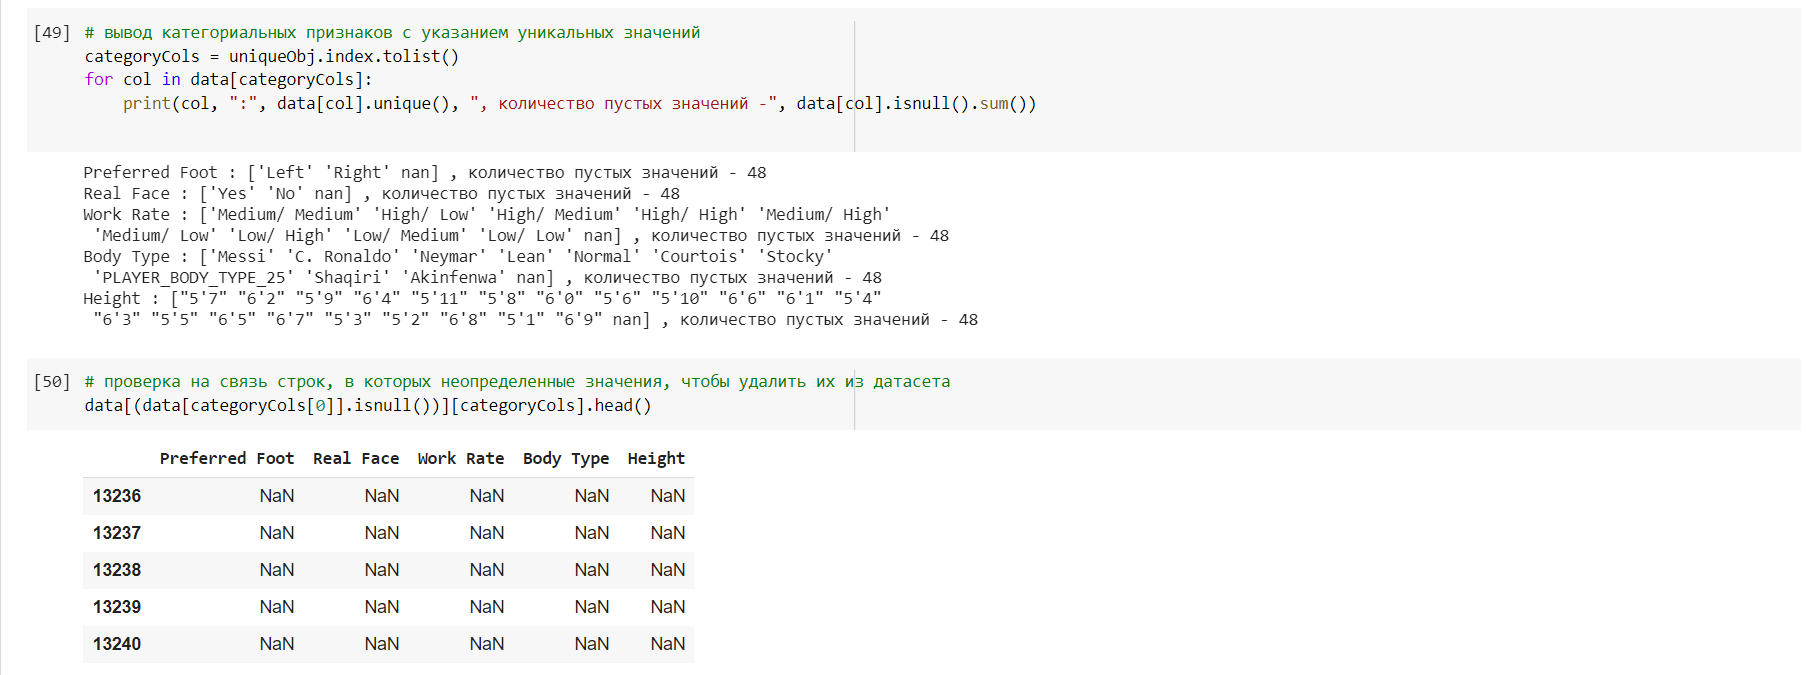 [49] # вывод категориальных признаков с указанием уникальных значений
categoryCols = uniqueObj.index.tolist()
for col in data[categoryCols]:
    print(col, ":", data[col].unique(), ", количество пустых значений -", data[col].isnull().sum())
Preferred Foot : ['Left' 'Right' nan] , количество пустых значений - 48
Real Face : ['Yes' 'No' nan] , количество пустых значений - 48
Work Rate : ['Medium/ Medium' 'High/ Low' 'High/ Medium' 'High/ High' 'Medium/ High'
 'Medium/ Low' 'Low/ High' 'Low/ Medium' 'Low/ Low' nan] , количество пустых значений - 48
Body Type : ['Messi' 'C. Ronaldo' 'Neymar' 'Lean' 'Normal' 'Courtois' 'Stocky'
 'PLAYER_BODY_TYPE_25' 'Shaqiri' 'Akinfenwa' nan] , количество пустых значений - 48
Height : ["5'7" "6'2" "5'9" "6'4" "5'11" "5'8" "6'0" "5'6" "5'10" "6'6" "6'1" "5'4"
 "6'3" "5'5" "6'5" "6'7" "5'3" "5'2" "6'8" "5'1" "6'9" nan] , количество пустых значений - 48
[50] # проверка на связь строк, в которых неопределенные значения, чтобы удалить их из датасета
data[(data[categoryCols[0]].isnull())][categoryCols].head()
Preferred Foot Real Face Work Rate Body Type Height
13236 NaN NaN NaN NaN NaN
13237 NaN NaN NaN NaN NaN
13238 NaN NaN NaN NaN NaN
13239 NaN NaN NaN NaN NaN
13240 NaN NaN NaN NaN NaN